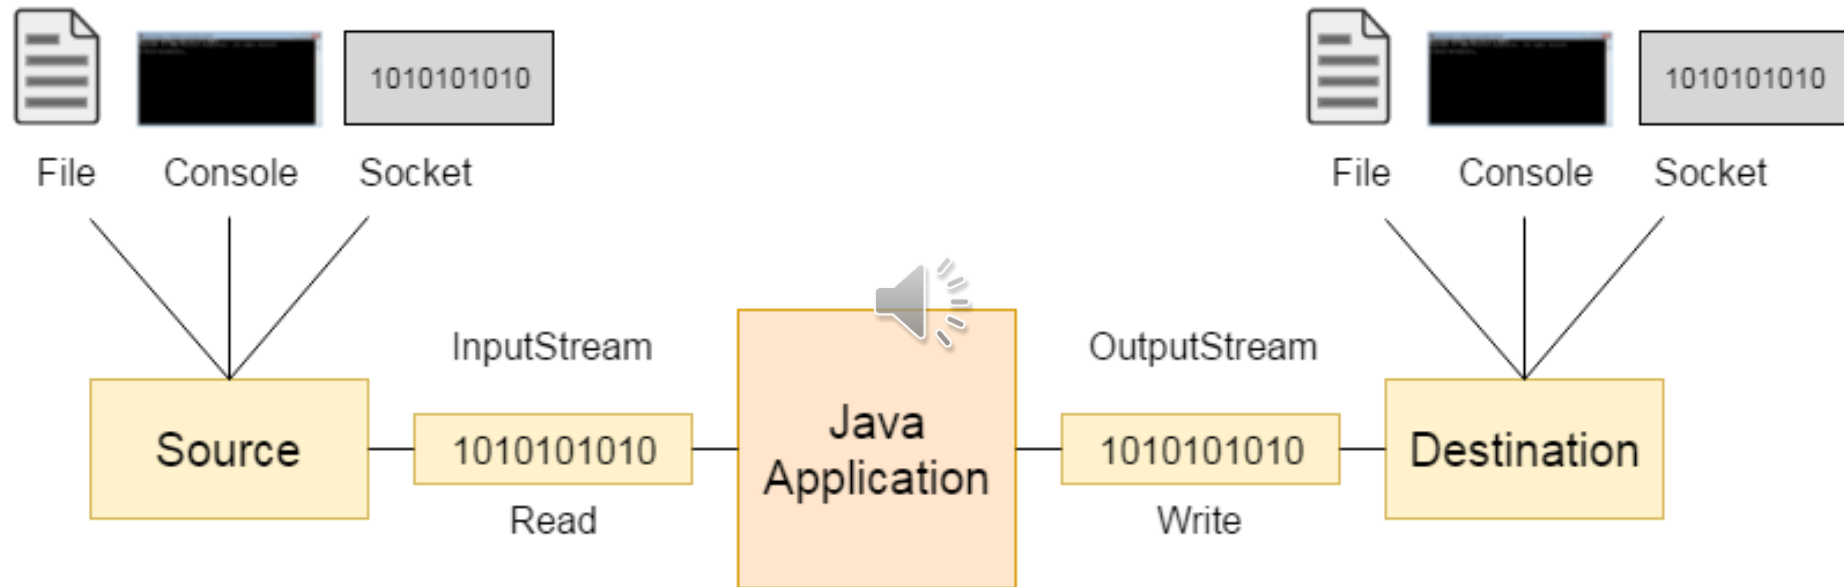 1010101010
1010101010
File Console Socket
File Console Socket
InputStream
OutputStream
Source
1010101010
Java
Application
1010101010
Destination
Read
Write